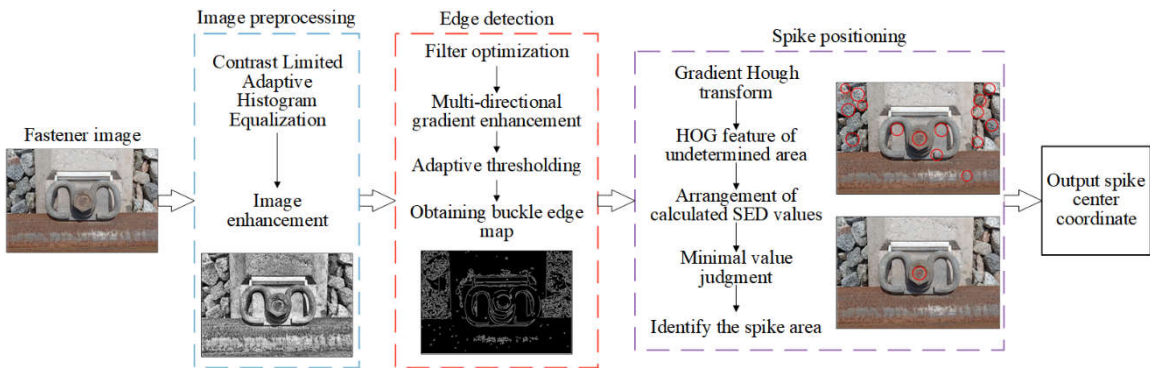 Image preprocessing
Edge detection
Spike positioning
Fastener image
Contrast Limited
Adaptive
Histogram
Equalization
Image
enhancement
Filter optimization
Multi-directional
gradient enhancement
Adaptive thresholding
Obtaining buckle edge
map
Gradient Hough
transform
HOG feature of
undetermined area
Arrangement of
calculated SED values
Minimal value
judgment
Identify the spike area
Output spike
center
coordinate